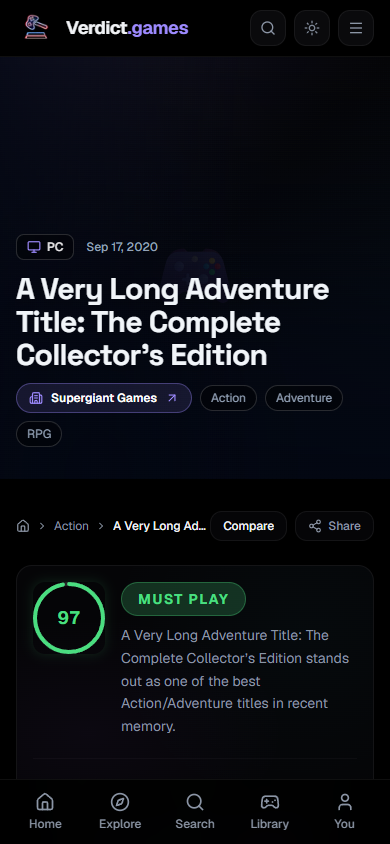 Verdict.games
PC
Sep 17, 2020
A Very Long Adventure
Title: The Complete
Collector's Edition
Supergiant Games
Action
Adventure
RPG
Action
A Very Long Ad...
Compare
Share
97
MUST PLAY
A Very Long Adventure Title: The
Complete Collector's Edition stands
out as one of the best
Action/Adventure titles in recent
memory.
Home
Explore
Search
Library
You